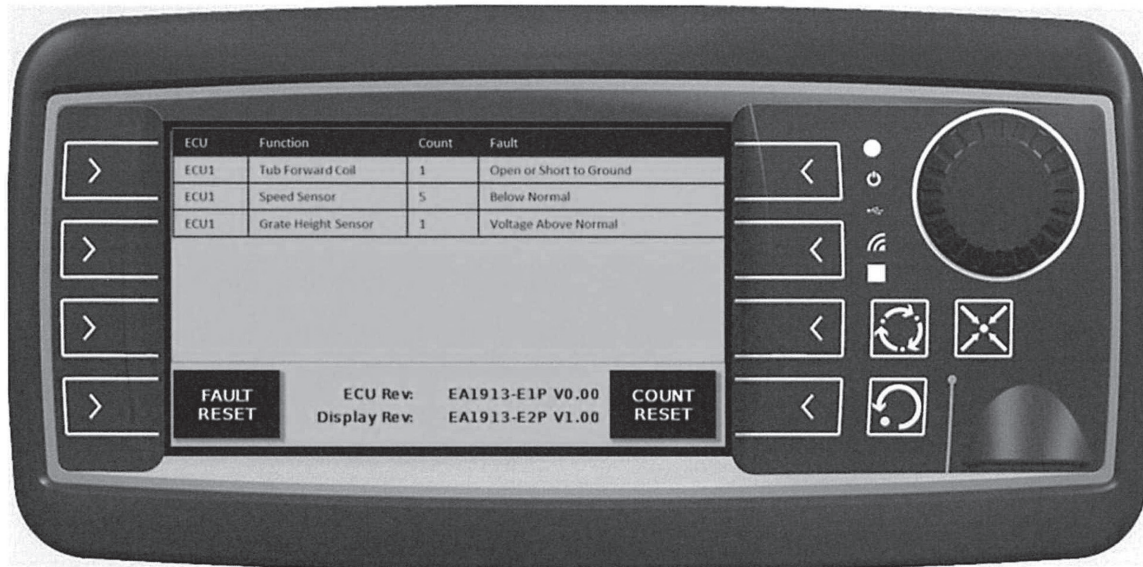 ECU Function Count Fault
ECU1 Tub Forward Coil 1 Open or Short to Ground
ECU1 Speed Sensor 5 Below Normal
ECU1 Grate Height Sensor 1 Voltage Above Normal
FAULT RESET
ECU Rev: EA1913-E1P V0.00
Display Rev: EA1913-E2P V1.00
COUNT RESET